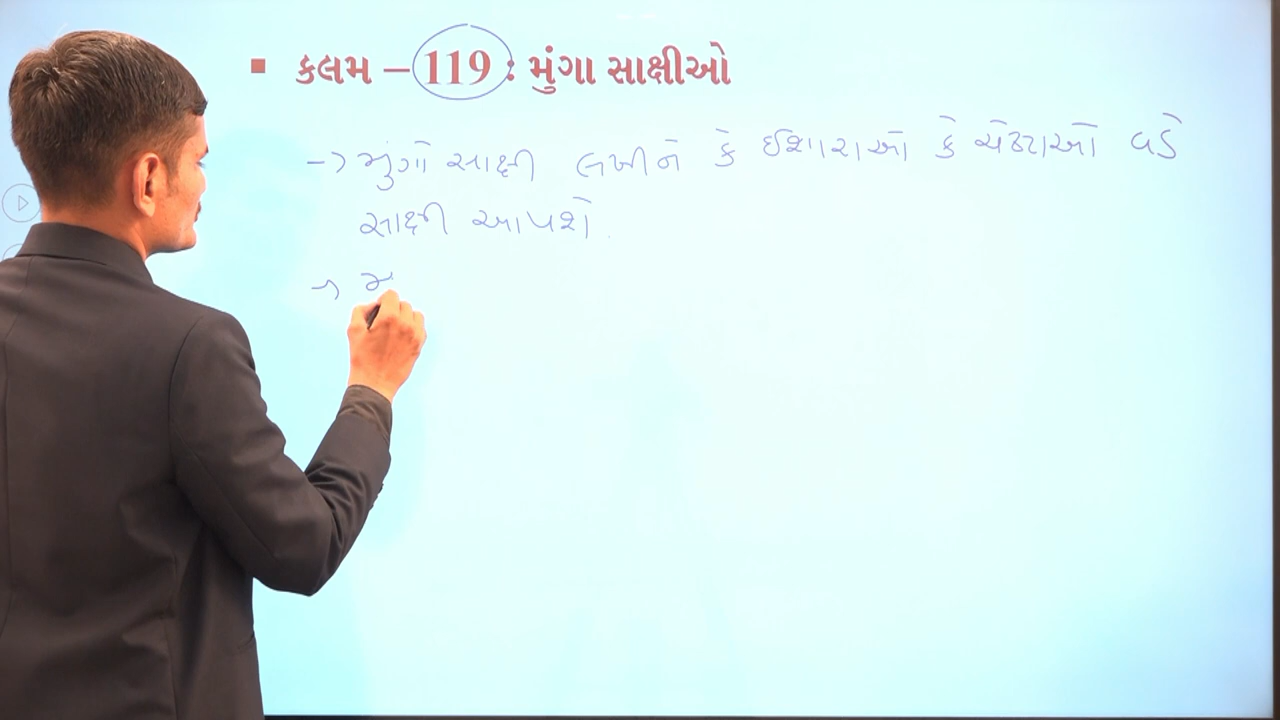 ▪ કલમ – 119 : મુંગા સાક્ષીઓ
→ મુંગો સાક્ષી લખીને કે ઈશારાઓ કે ચેષ્ટાઓ વડે
સાક્ષી આપશે.
→ મ